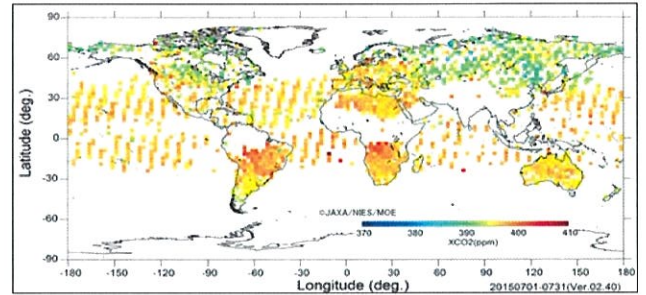 90
60
30
0
-30
-60
-90
Latitude (deg.)
©JAXA/NIES/MOE
370 380 390 400 410
XCO2(ppm)
-180 -150 -120 -90 -60 -30 0 30 60 90 120 150 180
Longitude (deg.)
20150701-0731(Ver.02.40)